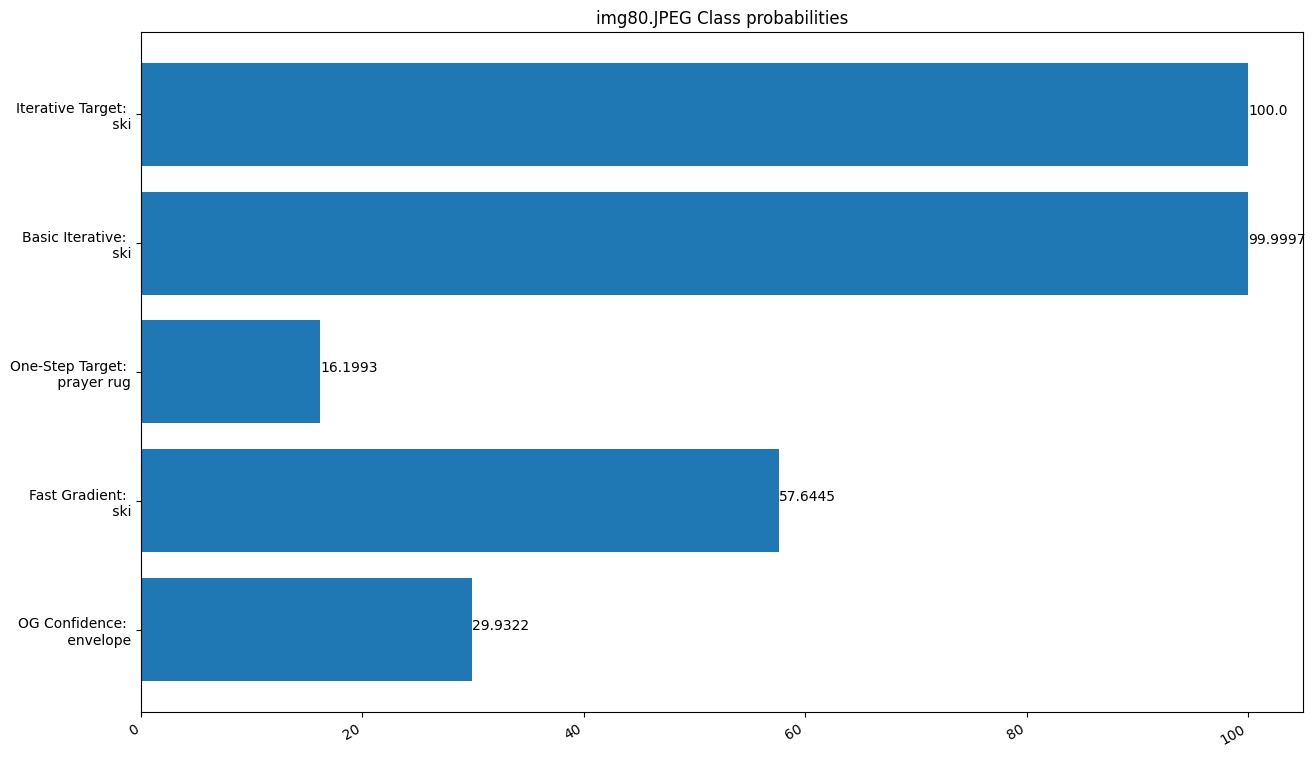 img80.JPEG Class probabilities
Iterative Target:
ski
100.0
Basic Iterative:
ski
99.9997
One-Step Target:
prayer rug
16.1993
Fast Gradient:
ski
57.6445
OG Confidence:
envelope
29.9322
0 20 40 60 80 100